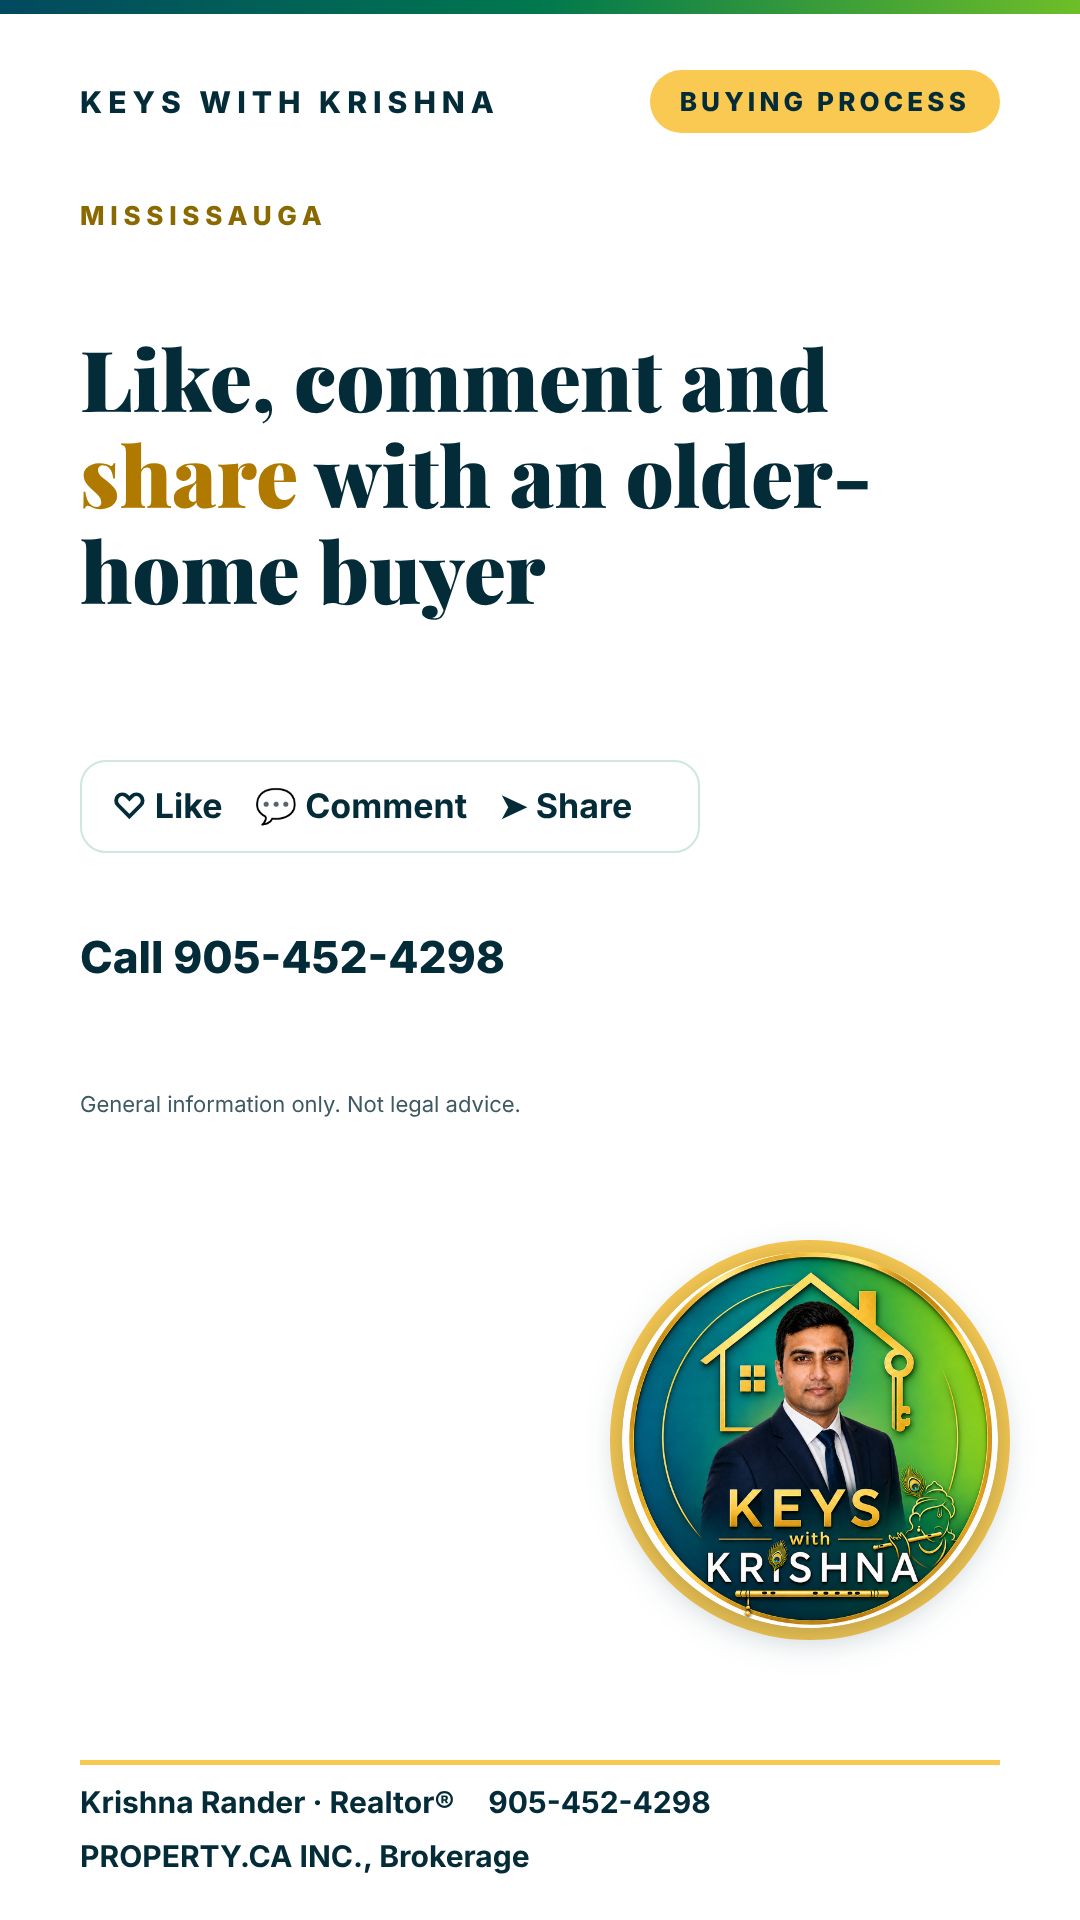 KEYS WITH KRISHNA
BUYING PROCESS
MISSISSAUGA
Like, comment and
share with an older-
home buyer
♡ Like 💬 Comment ➤ Share
Call 905-452-4298
General information only. Not legal advice.
KEYS
with
KRISHNA
Krishna Rander · Realtor® 905-452-4298
PROPERTY.CA INC., Brokerage